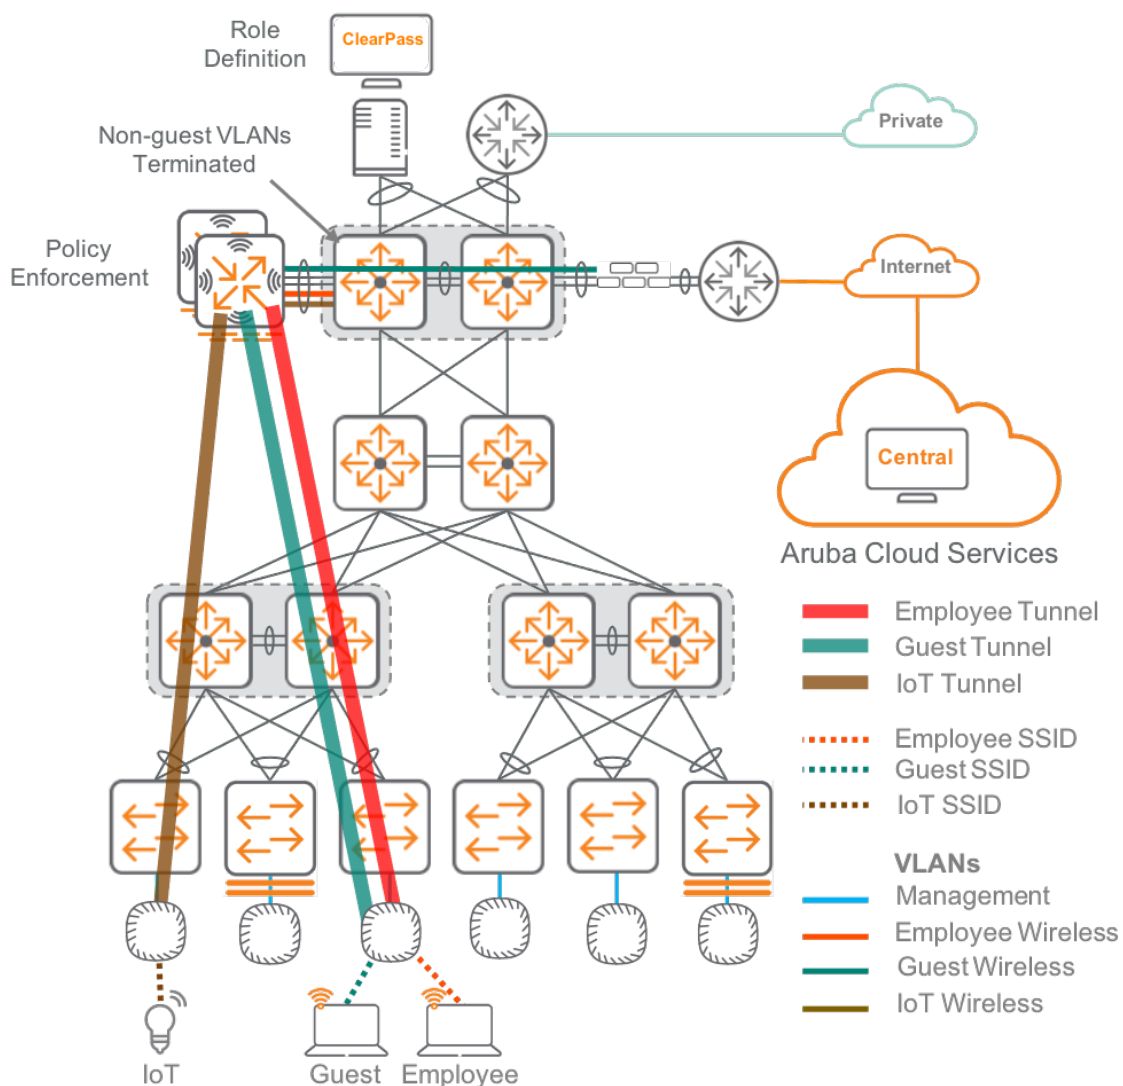 Role
Definition
ClearPass
Non-guest VLANs
Terminated
Private
Policy
Enforcement
Internet
Central
Aruba Cloud Services
Employee Tunnel
Guest Tunnel
IoT Tunnel
Employee SSID
Guest SSID
IoT SSID
VLANs
Management
Employee Wireless
Guest Wireless
IoT Wireless
IoT
Guest
Employee